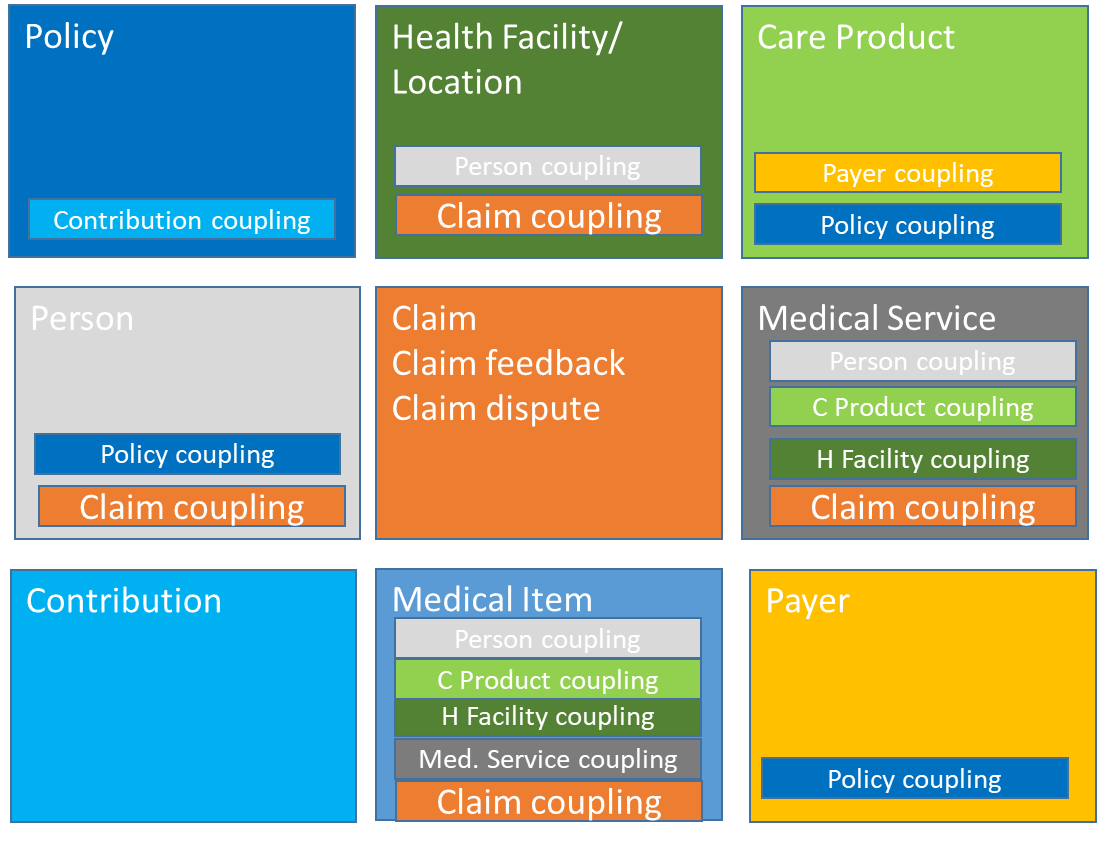 Policy
Contribution coupling
Health Facility/
Location
Person coupling
Claim coupling
Care Product
Payer coupling
Policy coupling
Person
Policy coupling
Claim coupling
Claim
Claim feedback
Claim dispute
Medical Service
Person coupling
C Product coupling
H Facility coupling
Claim coupling
Contribution
Medical Item
Person coupling
C Product coupling
H Facility coupling
Med. Service coupling
Claim coupling
Payer
Policy coupling